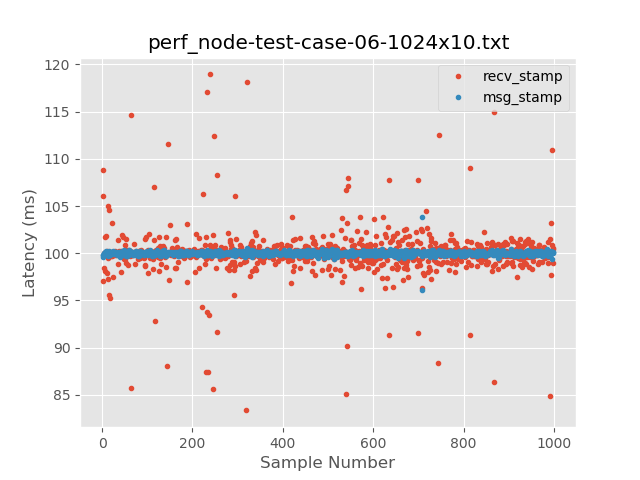 perf_node-test-case-06-1024x10.txt
recv_stamp
msg_stamp
120
115
110
105
100
95
90
85
Latency (ms)
0 200 400 600 800 1000
Sample Number